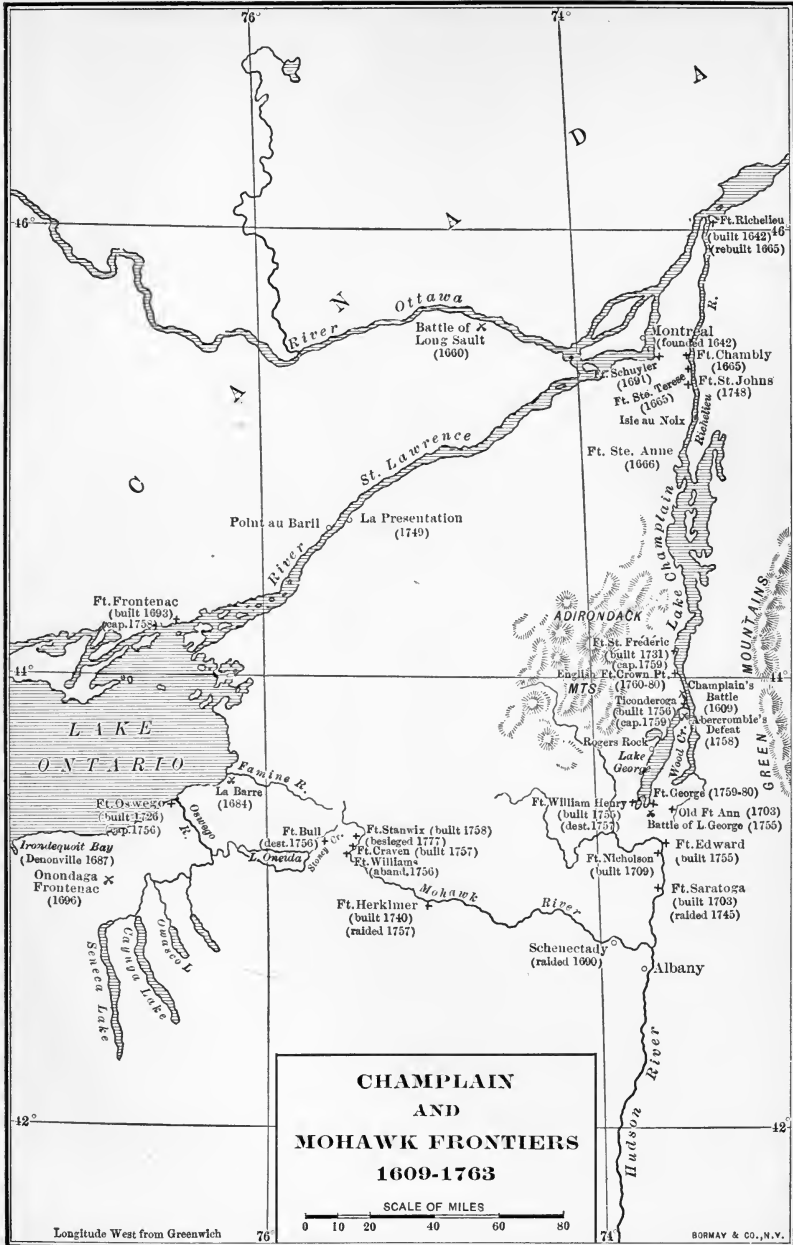 76°
74°
C A N A D A
46°
46
Ft.Richelieu
(built 1642)
(rebuilt 1665)
River Ottawa
Battle of
Long Sault
(1660)
Montreal
(founded 1642)
Ft.Schuyler
(1691)
Ft. Ste. Terese
(1665)
Ft.Chambly
(1665)
Ft.St.Johns
(1748)
Isle au Noix
Richelieu R.
Ft. Ste. Anne
(1666)
River St. Lawrence
Point au Baril
La Presentation
(1749)
Ft. Frontenac
(built 1693)
(cap.1758)
Lake Champlain
ADIRONDACK
MTS
GREEN MOUNTAINS
Ft.St.Fréderic
(built 1731)
(cap.1759)
44°
44°
English Ft.Crown Pt.
(1760-80)
Ticonderoga
(built 1756)
(cap.1759)
Champlain's
Battle
(1609)
Abercrombie's
Defeat
(1758)
Rogers Rock
Lake
George
Wood Cr.
LAKE
ONTARIO
Famine R.
La Barre
(1684)
Ft. Oswego
(built 1726)
(cap.1756)
Oswego R.
Ft.William Henry
(built 1755)
(dest.1757)
Ft.George (1759-80)
Old Ft Ann (1703)
Battle of L.George (1755)
Irondequoit Bay
(Denonville 1687)
Onondaga
Frontenac
(1696)
Ft. Bull
(dest.1756)
Stoney Cr.
L. Oneida
Ft.Stanwix (built 1758)
(besieged 1777)
Ft.Craven (built 1757)
Ft.Williams
(aband.1756)
Ft.Nicholson
(built 1709)
Ft.Edward
(built 1755)
Ft.Saratoga
(built 1703)
(raided 1745)
Mohawk River
Ft.Herkimer
(built 1740)
(raided 1757)
Schenectady
(raided 1690)
Albany
Seneca Lake
Cayuga Lake
Owasco L
Hudson River
42°
42°
CHAMPLAIN
AND
MOHAWK FRONTIERS
1609-1763
SCALE OF MILES
0 10 20 40 60 80
Longitude West from Greenwich
76°
74
BORMAY & CO.,N.Y.